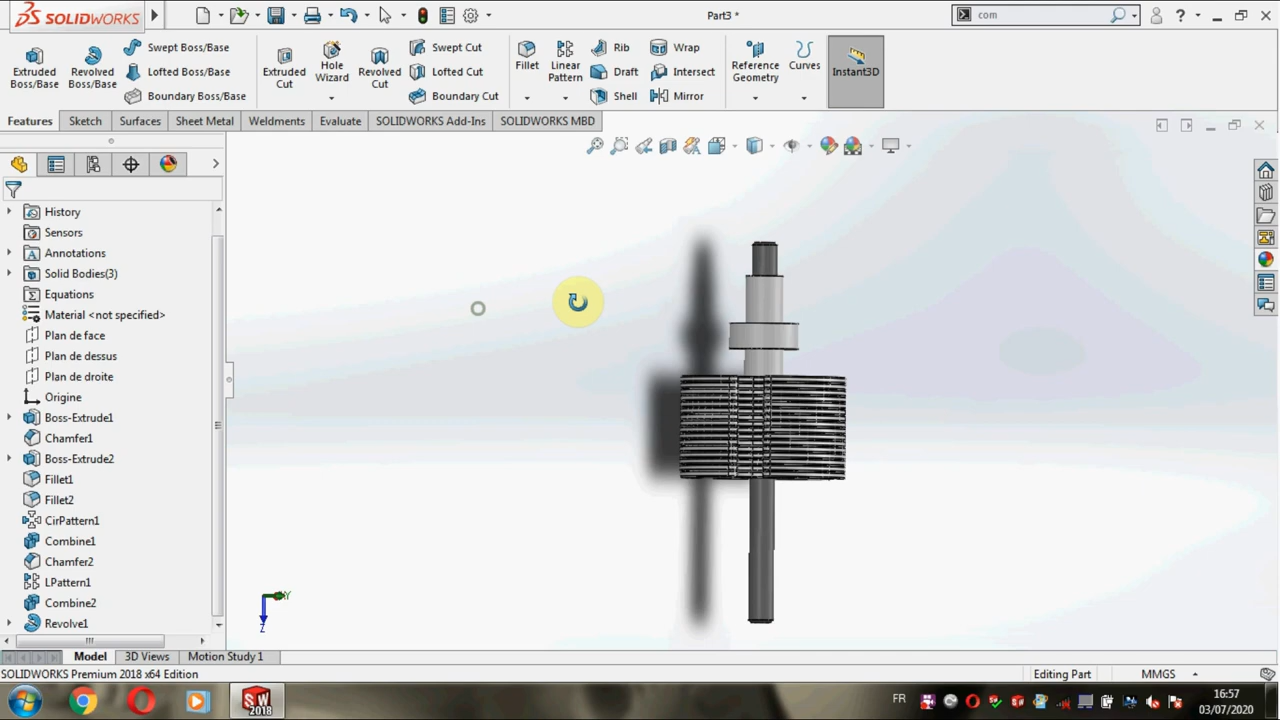 SOLIDWORKS
Part3 *
com
Extruded Boss/Base
Revolved Boss/Base
Swept Boss/Base
Lofted Boss/Base
Boundary Boss/Base
Extruded Cut
Hole Wizard
Revolved Cut
Swept Cut
Lofted Cut
Boundary Cut
Fillet
Linear Pattern
Rib
Draft
Shell
Wrap
Intersect
Mirror
Reference Geometry
Curves
Instant3D
Features
Sketch
Surfaces
Sheet Metal
Weldments
Evaluate
SOLIDWORKS Add-Ins
SOLIDWORKS MBD
History
Sensors
Annotations
Solid Bodies(3)
Equations
Material <not specified>
Plan de face
Plan de dessus
Plan de droite
Origine
Boss-Extrude1
Chamfer1
Boss-Extrude2
Fillet1
Fillet2
CirPattern1
Combine1
Chamfer2
LPattern1
Combine2
Revolve1
Y
Z
Model
3D Views
Motion Study 1
SOLIDWORKS Premium 2018 x64 Edition
Editing Part
MMGS
SW
2018
FR
16:57
03/07/2020